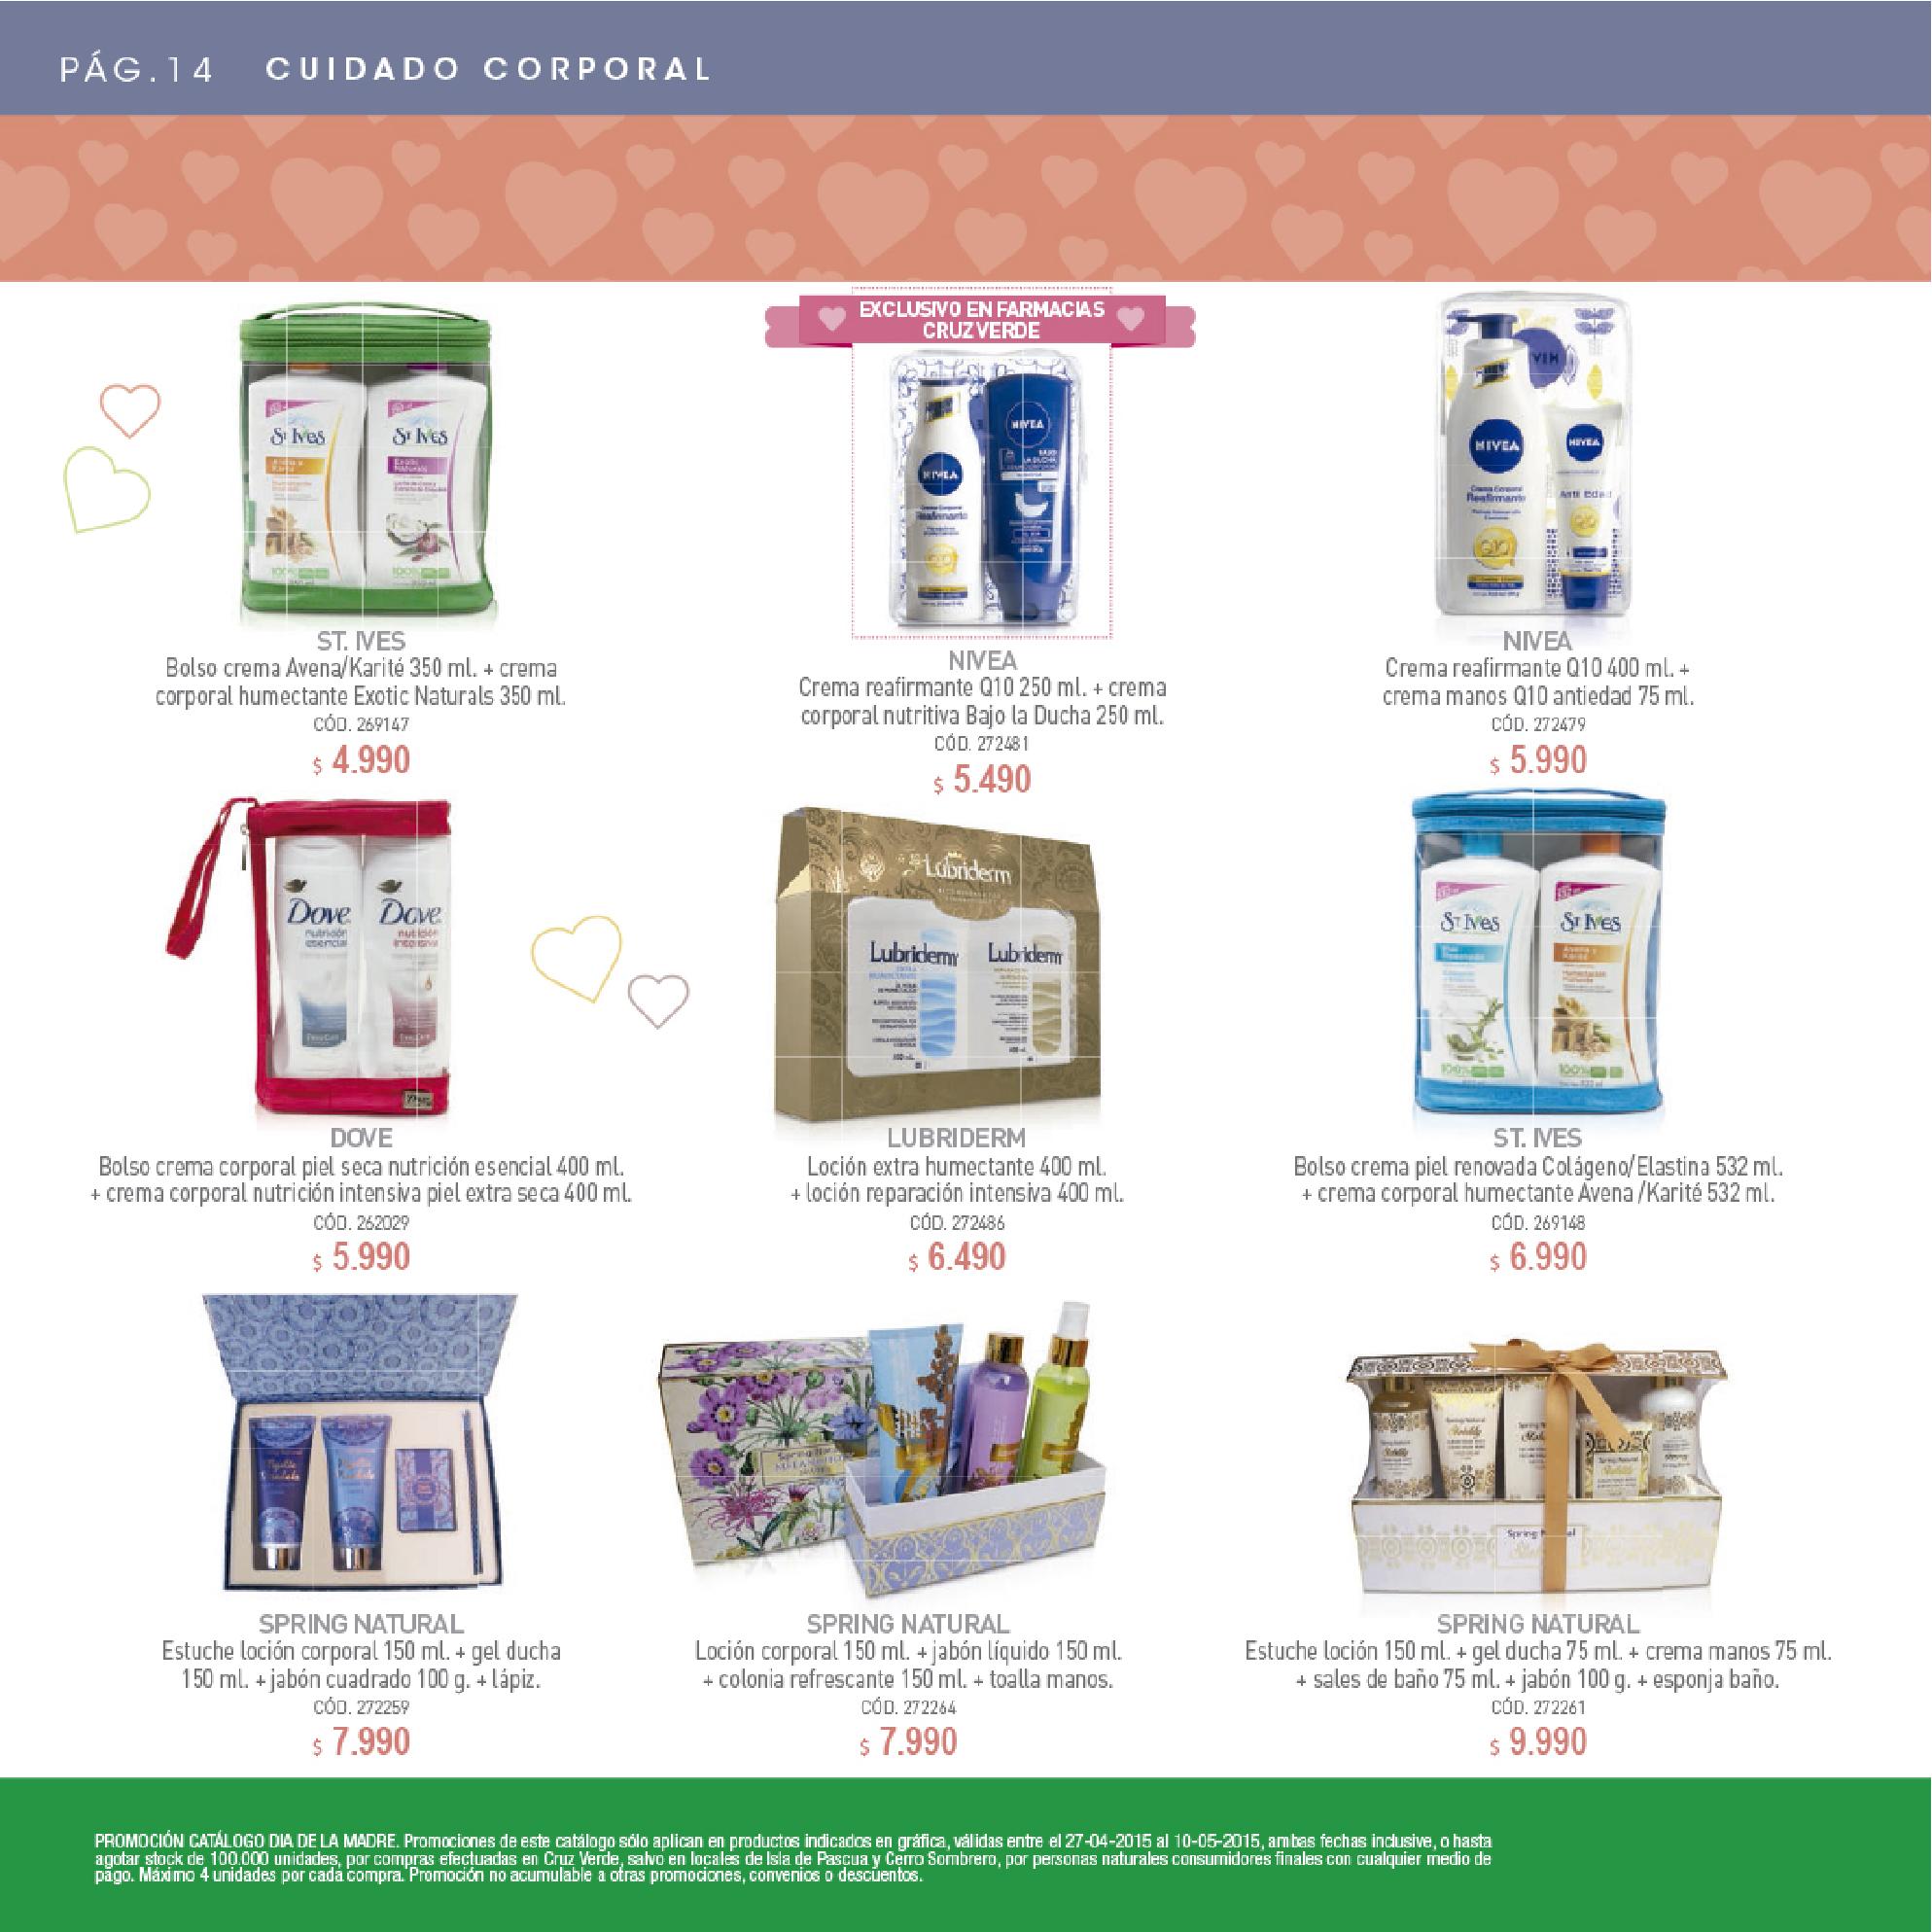 PÁG.14 CUIDADO CORPORAL
ST. IVES
Bolso crema Avena/Karité 350 ml. + crema
corporal humectante Exotic Naturals 350 ml.
CÓD. 269147
$ 4.990
EXCLUSIVO EN FARMACIAS
CRUZ VERDE
NIVEA
Crema reafirmante Q10 250 ml. + crema
corporal nutritiva Bajo la Ducha 250 ml.
CÓD. 272481
$ 5.490
NIVEA
Crema reafirmante Q10 400 ml. +
crema manos Q10 antiedad 75 ml.
CÓD. 272479
$ 5.990
DOVE
Bolso crema corporal piel seca nutrición esencial 400 ml.
+ crema corporal nutrición intensiva piel extra seca 400 ml.
CÓD. 262029
$ 5.990
LUBRIDERM
Loción extra humectante 400 ml.
+ loción reparación intensiva 400 ml.
CÓD. 272486
$ 6.490
ST. IVES
Bolso crema piel renovada Colágeno/Elastina 532 ml.
+ crema corporal humectante Avena /Karité 532 ml.
CÓD. 269148
$ 6.990
SPRING NATURAL
Estuche loción corporal 150 ml. + gel ducha
150 ml. + jabón cuadrado 100 g. + lápiz.
CÓD. 272259
$ 7.990
SPRING NATURAL
Loción corporal 150 ml. + jabón líquido 150 ml.
+ colonia refrescante 150 ml. + toalla manos.
CÓD. 272264
$ 7.990
SPRING NATURAL
Estuche loción 150 ml. + gel ducha 75 ml. + crema manos 75 ml.
+ sales de baño 75 ml. + jabón 100 g. + esponja baño.
CÓD. 272261
$ 9.990
PROMOCIÓN CATÁLOGO DIA DE LA MADRE. Promociones de este catálogo sólo aplican en productos indicados en gráfica, válidas entre el 27-04-2015 al 10-05-2015, ambas fechas inclusive, o hasta
agotar stock de 100.000 unidades, por compras efectuadas en Cruz Verde, salvo en locales de Isla de Pascua y Cerro Sombrero, por personas naturales consumidores finales con cualquier medio de
pago. Máximo 4 unidades por cada compra. Promoción no acumulable a otras promociones, convenios o descuentos.